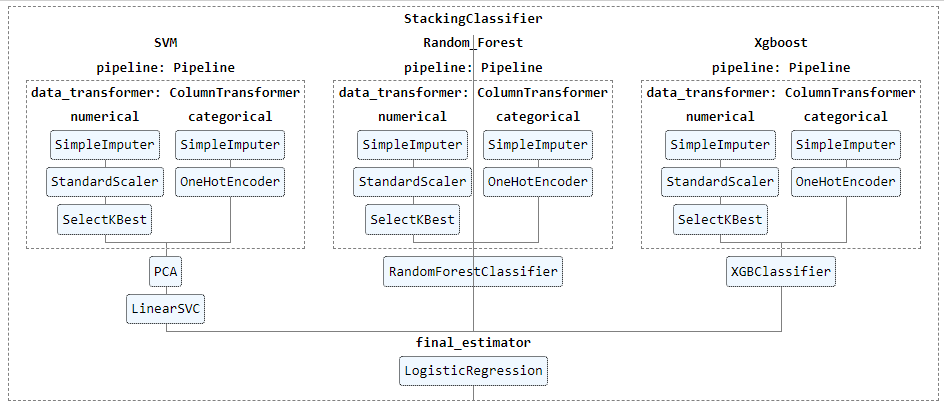 StackingClassifier
SVM Random_Forest Xgboost
pipeline: Pipeline pipeline: Pipeline pipeline: Pipeline
data_transformer: ColumnTransformer data_transformer: ColumnTransformer data_transformer: ColumnTransformer
numerical categorical numerical categorical numerical categorical
SimpleImputer SimpleImputer SimpleImputer SimpleImputer SimpleImputer SimpleImputer
StandardScaler OneHotEncoder StandardScaler OneHotEncoder StandardScaler OneHotEncoder
SelectKBest SelectKBest SelectKBest
PCA RandomForestClassifier XGBClassifier
LinearSVC
final_estimator
LogisticRegression